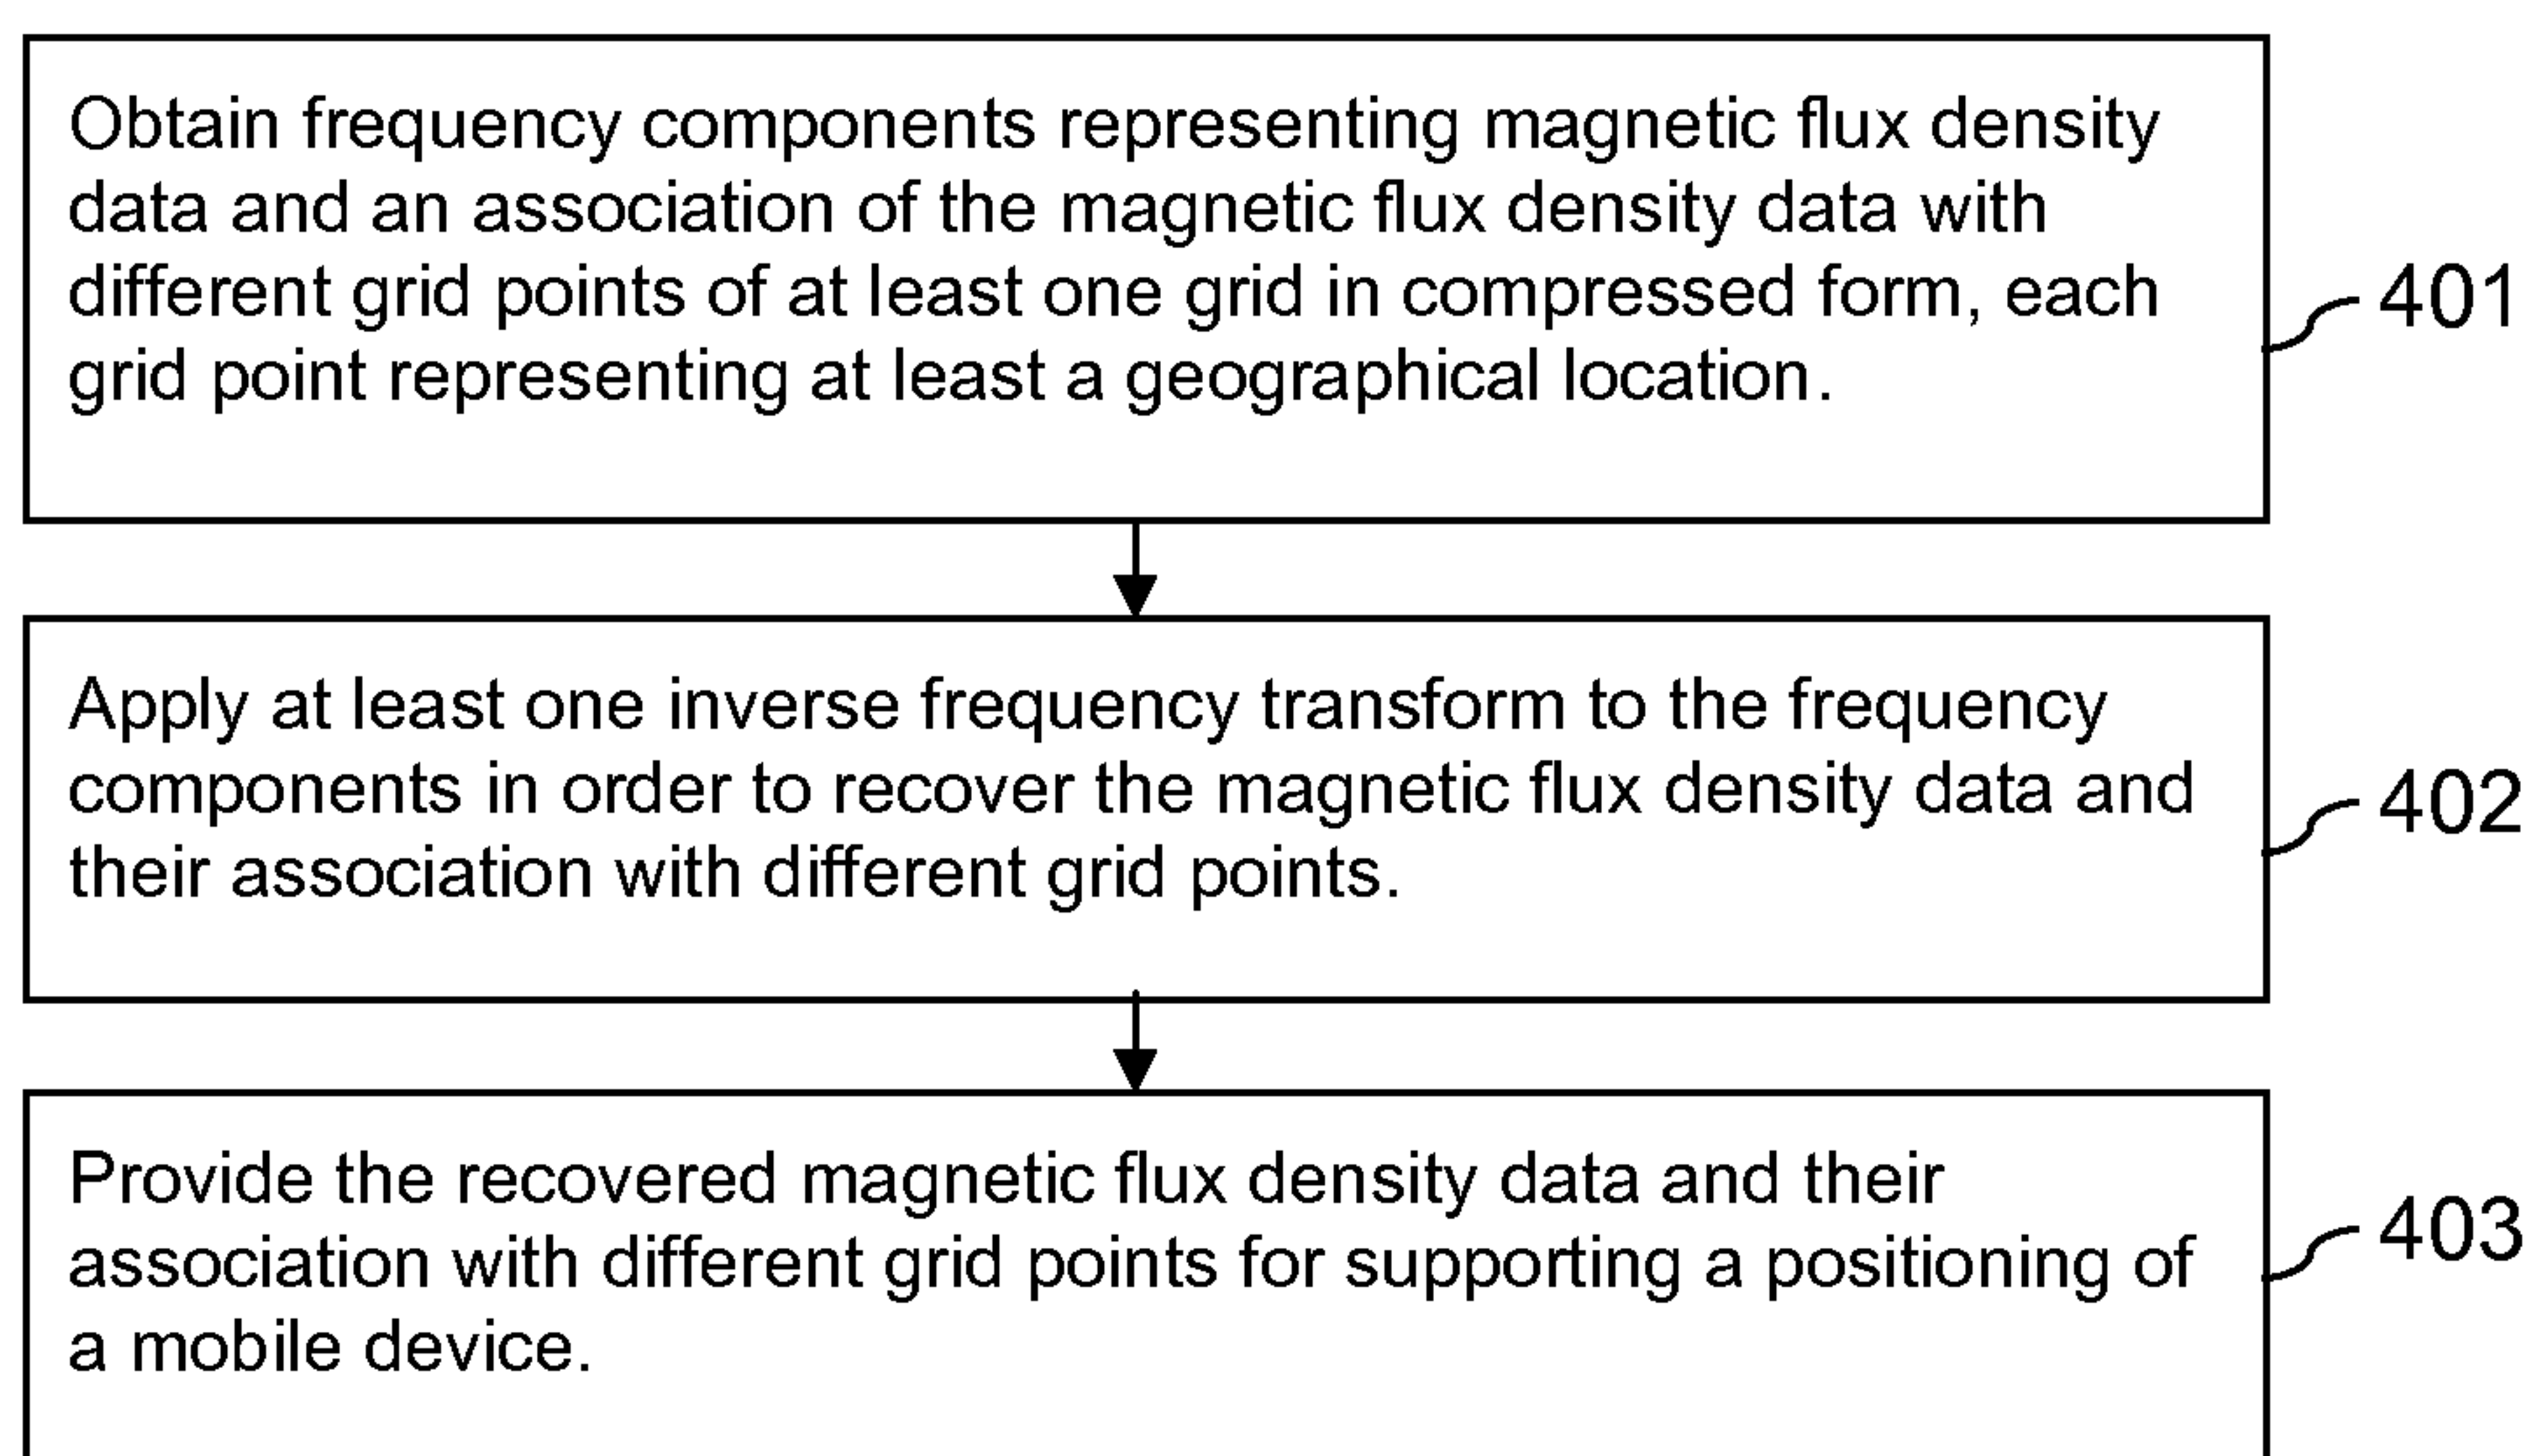 Obtain frequency components representing magnetic flux density
data and an association of the magnetic flux density data with
different grid points of at least one grid in compressed form, each
grid point representing at least a geographical location.
401
Apply at least one inverse frequency transform to the frequency
components in order to recover the magnetic flux density data and
their association with different grid points.
402
Provide the recovered magnetic flux density data and their
association with different grid points for supporting a positioning of
a mobile device.
403